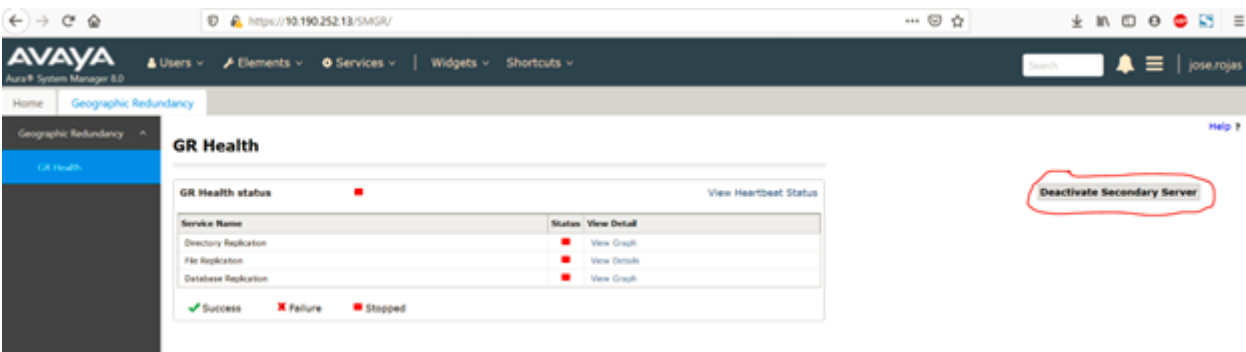 https://10.190.252.13/SMGR/
AVAYA
Aura® System Manager 8.0
Users Elements Services | Widgets Shortcuts
Search
jose.rojas
Home Geographic Redundancy
Help ?
Geographic Redundancy
GR Health
GR Health
Deactivate Secondary Server
GR Health status View Heartbeat Status
Service Name Status View Detail
Directory Replication View Graph
File Replication View Details
Database Replication View Graph
Success Failure Stopped